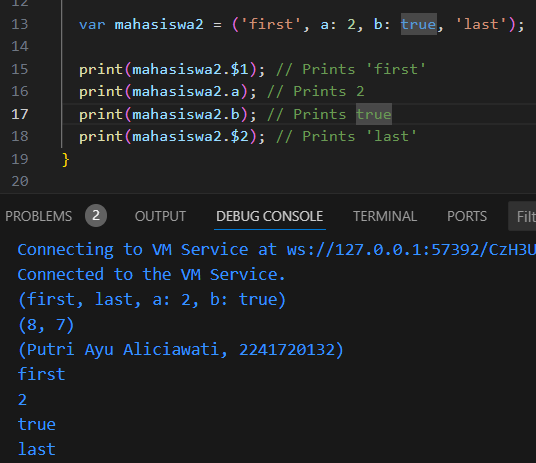 12
13 var mahasiswa2 = ('first', a: 2, b: true, 'last');
14
15 print(mahasiswa2.$1); // Prints 'first'
16 print(mahasiswa2.a); // Prints 2
17 print(mahasiswa2.b); // Prints true
18 print(mahasiswa2.$2); // Prints 'last'
19 }
20
PROBLEMS 2 OUTPUT DEBUG CONSOLE TERMINAL PORTS Filt
Connecting to VM Service at ws://127.0.0.1:57392/CzH3U
Connected to the VM Service.
(first, last, a: 2, b: true)
(8, 7)
(Putri Ayu Aliciawati, 2241720132)
first
2
true
last